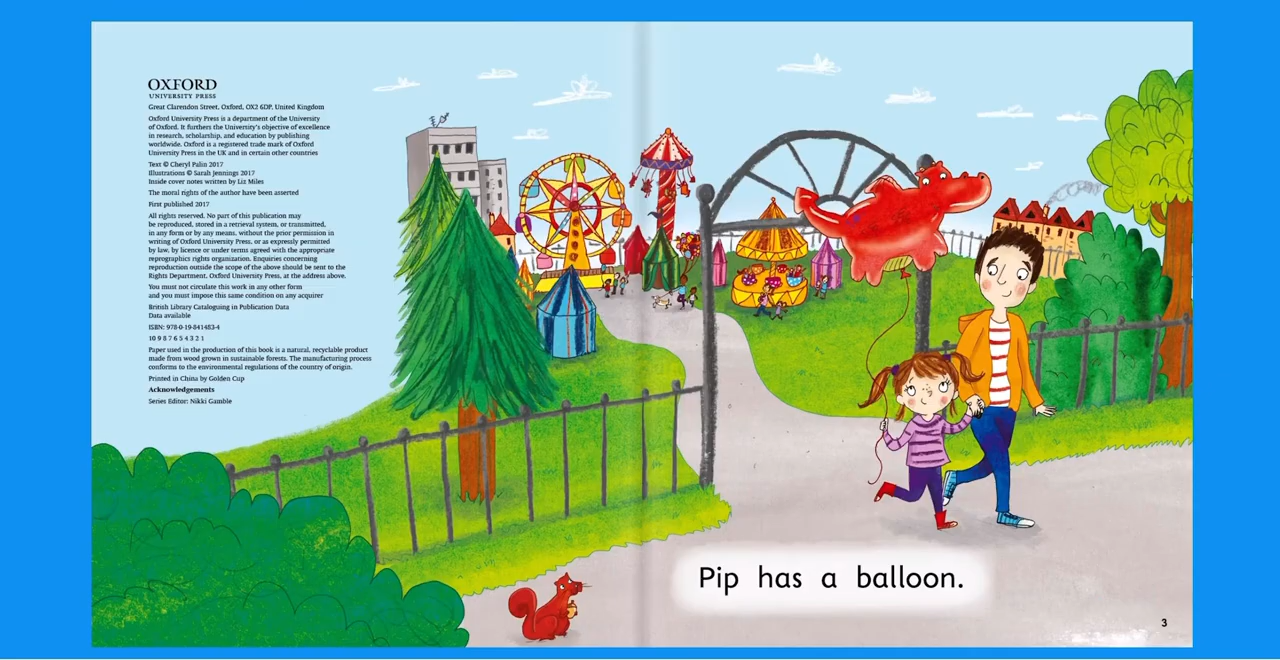 OXFORD
UNIVERSITY PRESS
Great Clarendon Street, Oxford, OX2 6DP, United Kingdom
Oxford University Press is a department of the University
of Oxford. It furthers the University's objective of excellence
in research, scholarship, and education by publishing
worldwide. Oxford is a registered trade mark of Oxford
University Press in the UK and in certain other countries
Text © Cheryl Palin 2017
Illustrations © Sarah Jennings 2017
Inside cover notes written by Liz Miles
The moral rights of the author have been asserted
First published 2017
All rights reserved. No part of this publication may
be reproduced, stored in a retrieval system, or transmitted,
in any form or by any means, without the prior permission in
writing of Oxford University Press, or as expressly permitted
by law, by licence or under terms agreed with the appropriate
reprographics rights organization. Enquiries concerning
reproduction outside the scope of the above should be sent to the
Rights Department, Oxford University Press, at the address above.
You must not circulate this work in any other form
and you must impose this same condition on any acquirer
British Library Cataloguing in Publication Data
Data available
ISBN: 978-0-19-841483-4
10 9 8 7 6 5 4 3 2 1
Paper used in the production of this book is a natural, recyclable product
made from wood grown in sustainable forests. The manufacturing process
conforms to the environmental regulations of the country of origin.
Printed in China by Golden Cup
Acknowledgements
Series Editor: Nikki Gamble
Pip has a balloon.
3